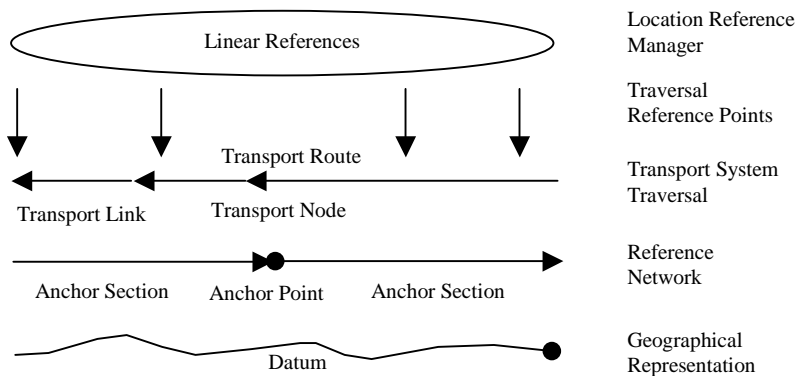 Linear References
Location Reference
Manager
Traversal
Reference Points
Transport Route
Transport System
Traversal
Transport Link
Transport Node
Reference
Network
Anchor Section
Anchor Point
Anchor Section
Geographical
Representation
Datum